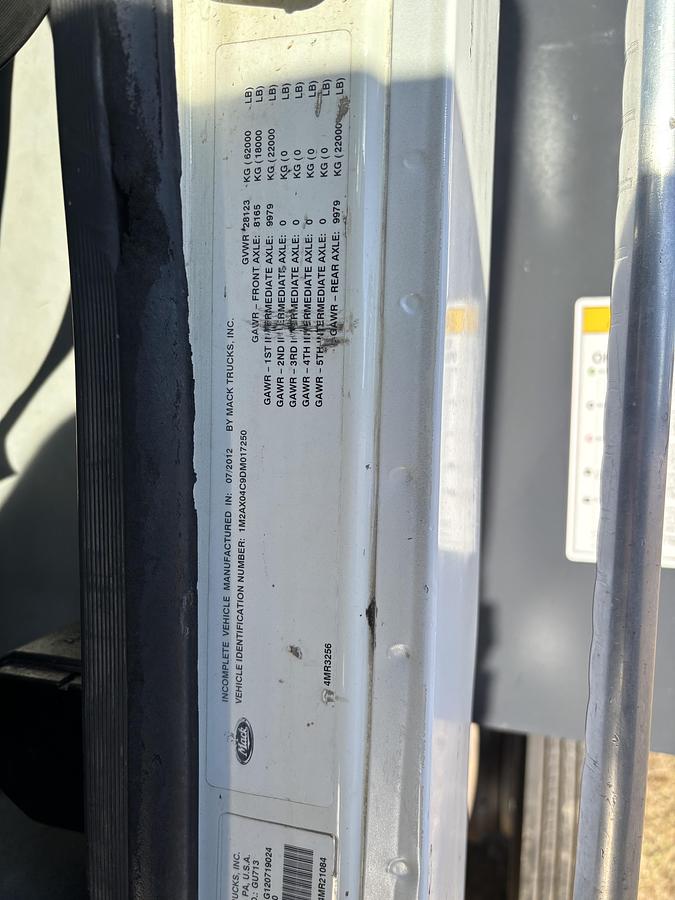 INCOMPLETE VEHICLE MANUFACTURED IN: 07/2012 BY MACK TRUCKS, INC.
VEHICLE IDENTIFICATION NUMBER: 1M2AX04C9DM017250
GVWR 28123 KG (62000 LB)
GAWR - FRONT AXLE: 8165 KG (18000 LB)
GAWR - 1ST INTERMEDIATE AXLE: 9979 KG (22000 LB)
GAWR - 2ND INTERMEDIATE AXLE: 0 KG (0 LB)
GAWR - 3RD INTERMEDIATE AXLE: 0 KG (0 LB)
GAWR - 4TH INTERMEDIATE AXLE: 0 KG (0 LB)
GAWR - 5TH INTERMEDIATE AXLE: 0 KG (0 LB)
GAWR - REAR AXLE: 9979 KG (22000 LB)
Mack
4MR3256
RUCKS, INC.
PA, U.S.A.
.: GU713
G120719024
4MR21084